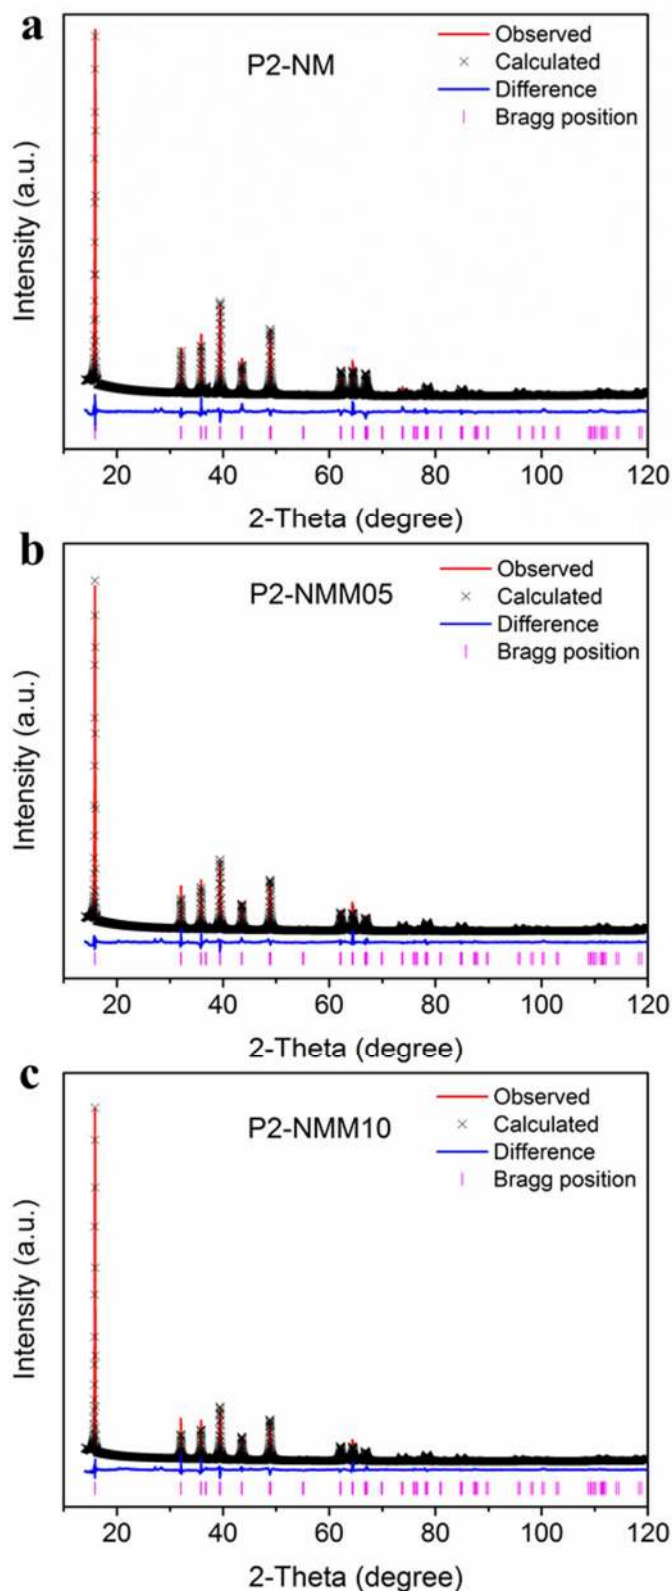 a
P2-NM
Observed
Calculated
Difference
Bragg position
Intensity (a.u.)
20 40 60 80 100 120
2-Theta (degree)
b
P2-NMM05
Observed
Calculated
Difference
Bragg position
Intensity (a.u.)
20 40 60 80 100 120
2-Theta (degree)
c
P2-NMM10
Observed
Calculated
Difference
Bragg position
Intensity (a.u.)
20 40 60 80 100 120
2-Theta (degree)